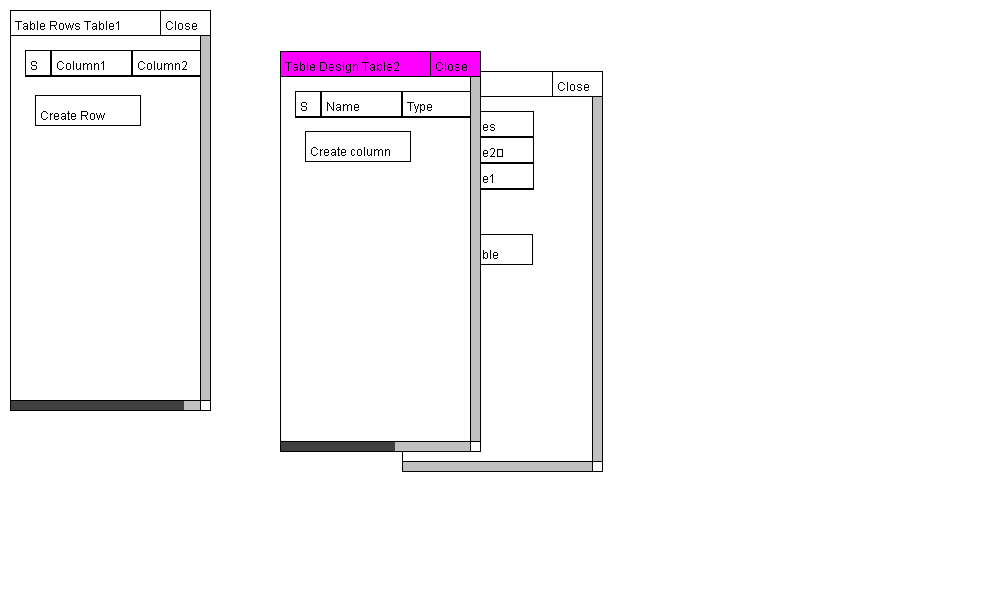 Table Rows Table1 Close
S Column1 Column2
Create Row
Table Design Table2 Close
S Name Type
Create column
Close
es
e2
e1
ble